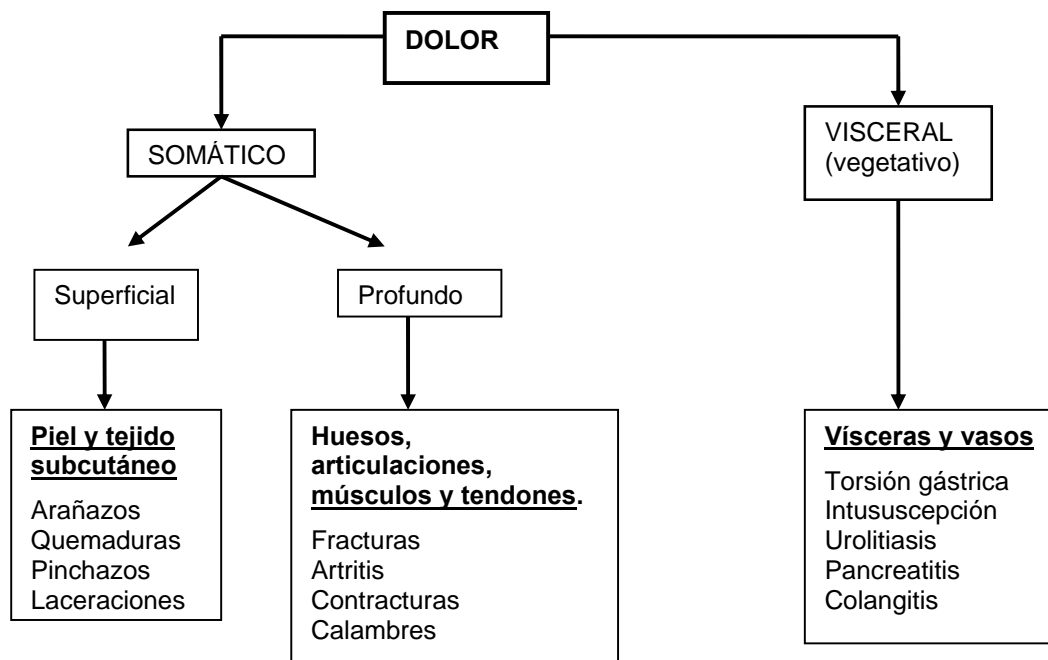 DOLOR
SOMÁTICO
VISCERAL
(vegetativo)
Superficial
Profundo
Piel y tejido
subcutáneo
Arañazos
Quemaduras
Pinchazos
Laceraciones
Huesos,
articulaciones,
músculos y tendones.
Fracturas
Artritis
Contracturas
Calambres
Vísceras y vasos
Torsión gástrica
Intususcepción
Urolitiasis
Pancreatitis
Colangitis